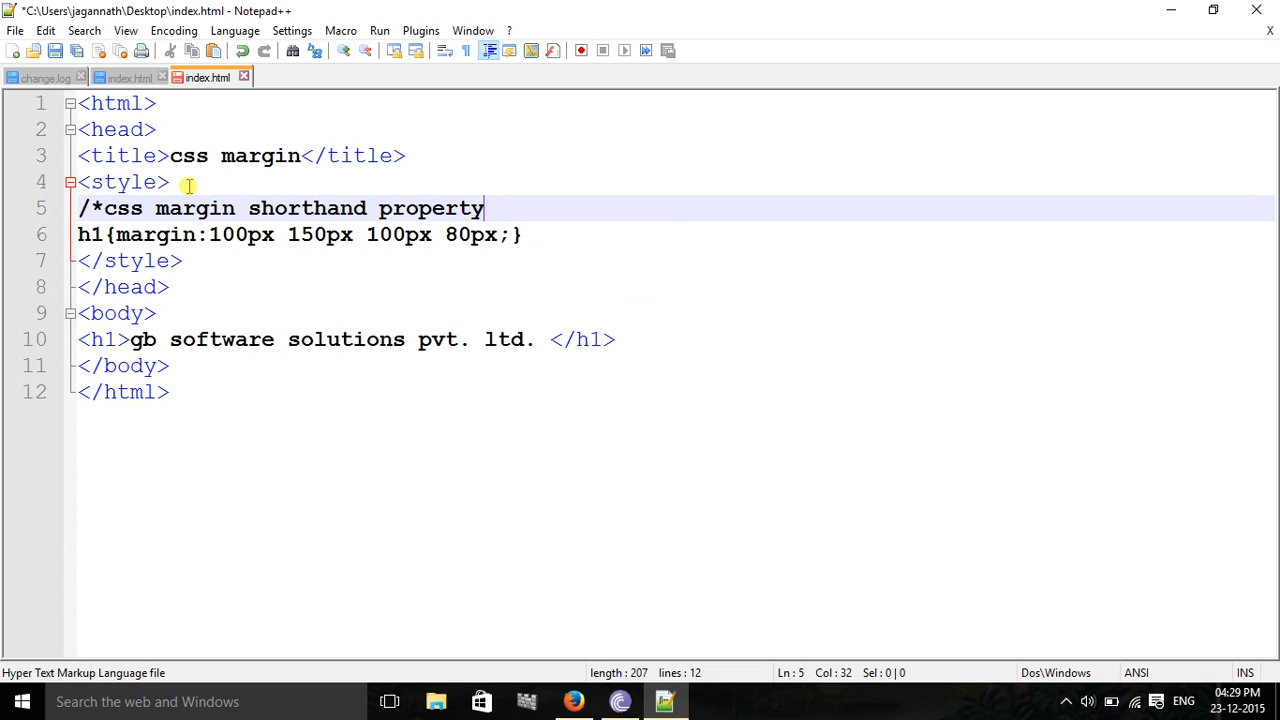 *C:\Users\jagannath\Desktop\index.html - Notepad++
File Edit Search View Encoding Language Settings Macro Run Plugins Window ? X
change.log index.html index.html
1 <html>
2 <head>
3 <title>css margin</title>
4 <style>
5 /*css margin shorthand property
6 h1{margin:100px 150px 100px 80px;}
7 </style>
8 </head>
9 <body>
10 <h1>gb software solutions pvt. ltd. </h1>
11 </body>
12 </html>
Hyper Text Markup Language file length : 207 lines : 12 Ln : 5 Col : 32 Sel : 0 | 0 Dos\Windows ANSI INS
Search the web and Windows ENG 04:29 PM
23-12-2015